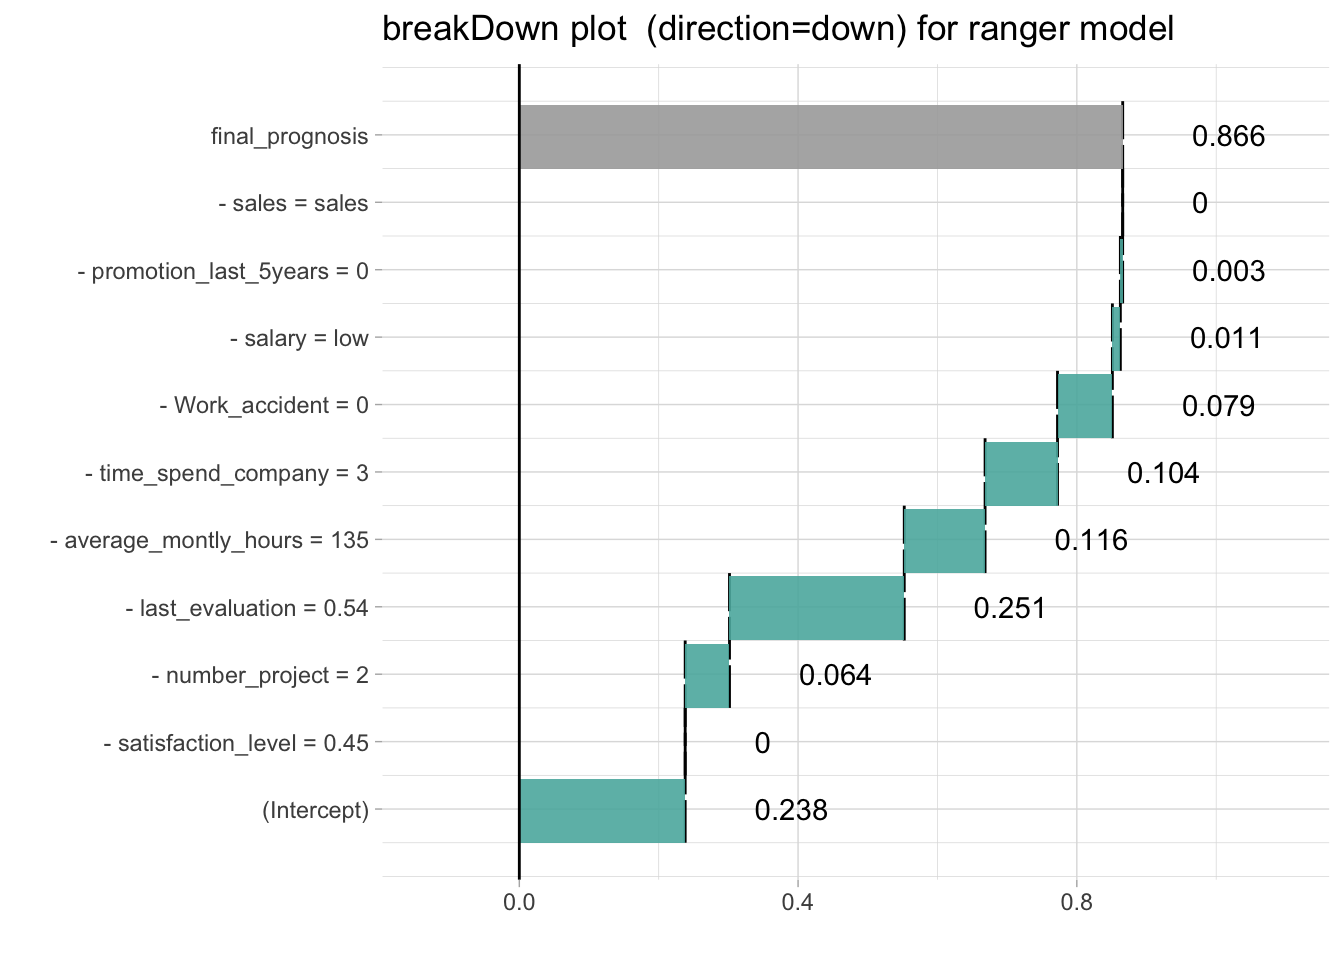 breakDown plot  (direction=down) for ranger model
final_prognosis 0.866
- sales = sales 0
- promotion_last_5years = 0 0.003
- salary = low 0.011
- Work_accident = 0 0.079
- time_spend_company = 3 0.104
- average_montly_hours = 135 0.116
- last_evaluation = 0.54 0.251
- number_project = 2 0.064
- satisfaction_level = 0.45 0
(Intercept) 0.238
0.0 0.4 0.8